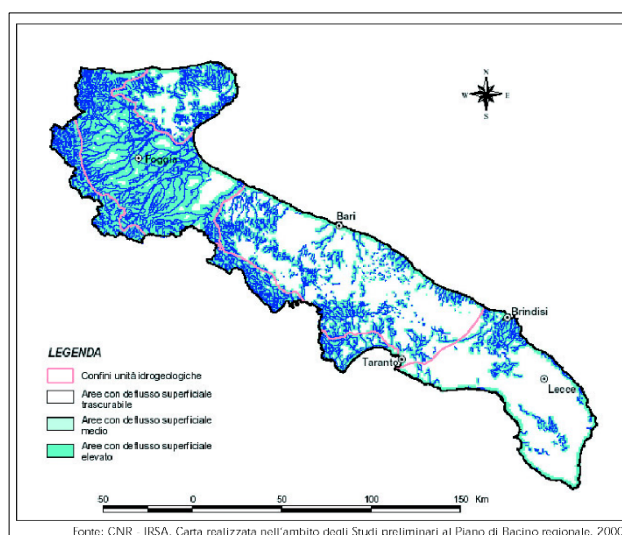 N
W E
S
Foggia
Bari
Brindisi
Taranto
Lecce
LEGENDA
Confini unità idrogeologiche
Aree con deflusso superficiale
trascurabile
Aree con deflusso superficiale
medio
Aree con deflusso superficiale
elevato
50 0 50 100 150 Km
Fonte: CNR - IRSA. Carta realizzata nell'ambito degli Studi preliminari al Piano di Bacino regionale, 2000